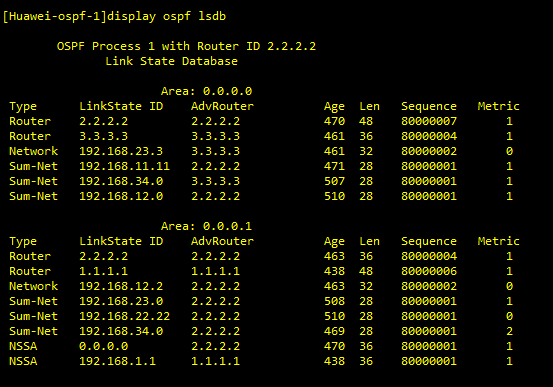 [Huawei-ospf-1]display ospf lsdb
OSPF Process 1 with Router ID 2.2.2.2
Link State Database
Area: 0.0.0.0
Type LinkState ID AdvRouter Age Len Sequence Metric
Router 2.2.2.2 2.2.2.2 470 48 80000007 1
Router 3.3.3.3 3.3.3.3 461 36 80000004 1
Network 192.168.23.3 3.3.3.3 461 32 80000002 0
Sum-Net 192.168.11.11 2.2.2.2 471 28 80000001 1
Sum-Net 192.168.34.0 3.3.3.3 507 28 80000001 1
Sum-Net 192.168.12.0 2.2.2.2 510 28 80000001 1
Area: 0.0.0.1
Type LinkState ID AdvRouter Age Len Sequence Metric
Router 2.2.2.2 2.2.2.2 463 36 80000004 1
Router 1.1.1.1 1.1.1.1 438 48 80000006 1
Network 192.168.12.2 2.2.2.2 463 32 80000002 0
Sum-Net 192.168.23.0 2.2.2.2 508 28 80000001 1
Sum-Net 192.168.22.22 2.2.2.2 510 28 80000001 0
Sum-Net 192.168.34.0 2.2.2.2 469 28 80000001 2
NSSA 0.0.0.0 2.2.2.2 470 36 80000001 1
NSSA 192.168.1.1 1.1.1.1 438 36 80000001 1